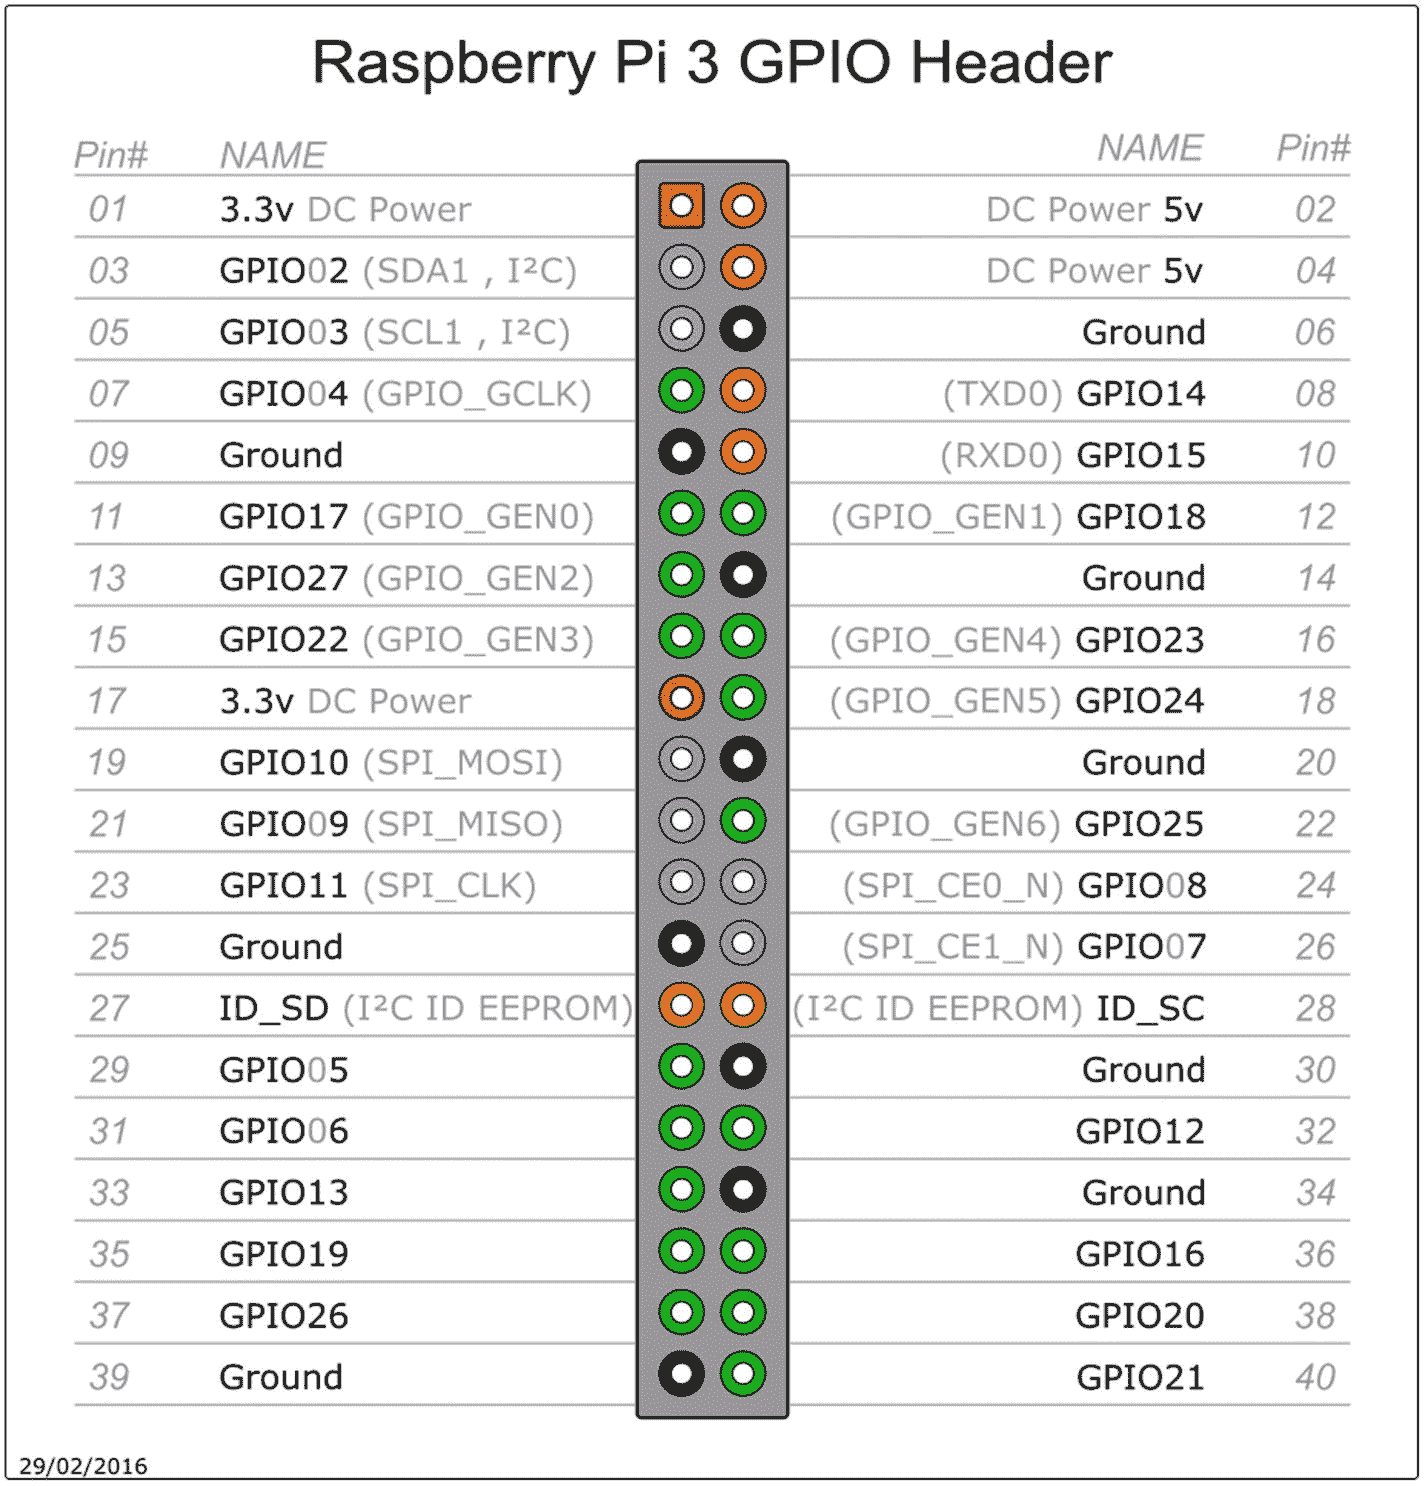 Raspberry Pi 3 GPIO Header
Pin# NAME NAME Pin#
01 3.3v DC Power DC Power 5v 02
03 GPIO02 (SDA1 , I²C) DC Power 5v 04
05 GPIO03 (SCL1 , I²C) Ground 06
07 GPIO04 (GPIO_GCLK) (TXD0) GPIO14 08
09 Ground (RXD0) GPIO15 10
11 GPIO17 (GPIO_GEN0) (GPIO_GEN1) GPIO18 12
13 GPIO27 (GPIO_GEN2) Ground 14
15 GPIO22 (GPIO_GEN3) (GPIO_GEN4) GPIO23 16
17 3.3v DC Power (GPIO_GEN5) GPIO24 18
19 GPIO10 (SPI_MOSI) Ground 20
21 GPIO09 (SPI_MISO) (GPIO_GEN6) GPIO25 22
23 GPIO11 (SPI_CLK) (SPI_CE0_N) GPIO08 24
25 Ground (SPI_CE1_N) GPIO07 26
27 ID_SD (I²C ID EEPROM) (I²C ID EEPROM) ID_SC 28
29 GPIO05 Ground 30
31 GPIO06 GPIO12 32
33 GPIO13 Ground 34
35 GPIO19 GPIO16 36
37 GPIO26 GPIO20 38
39 Ground GPIO21 40
29/02/2016